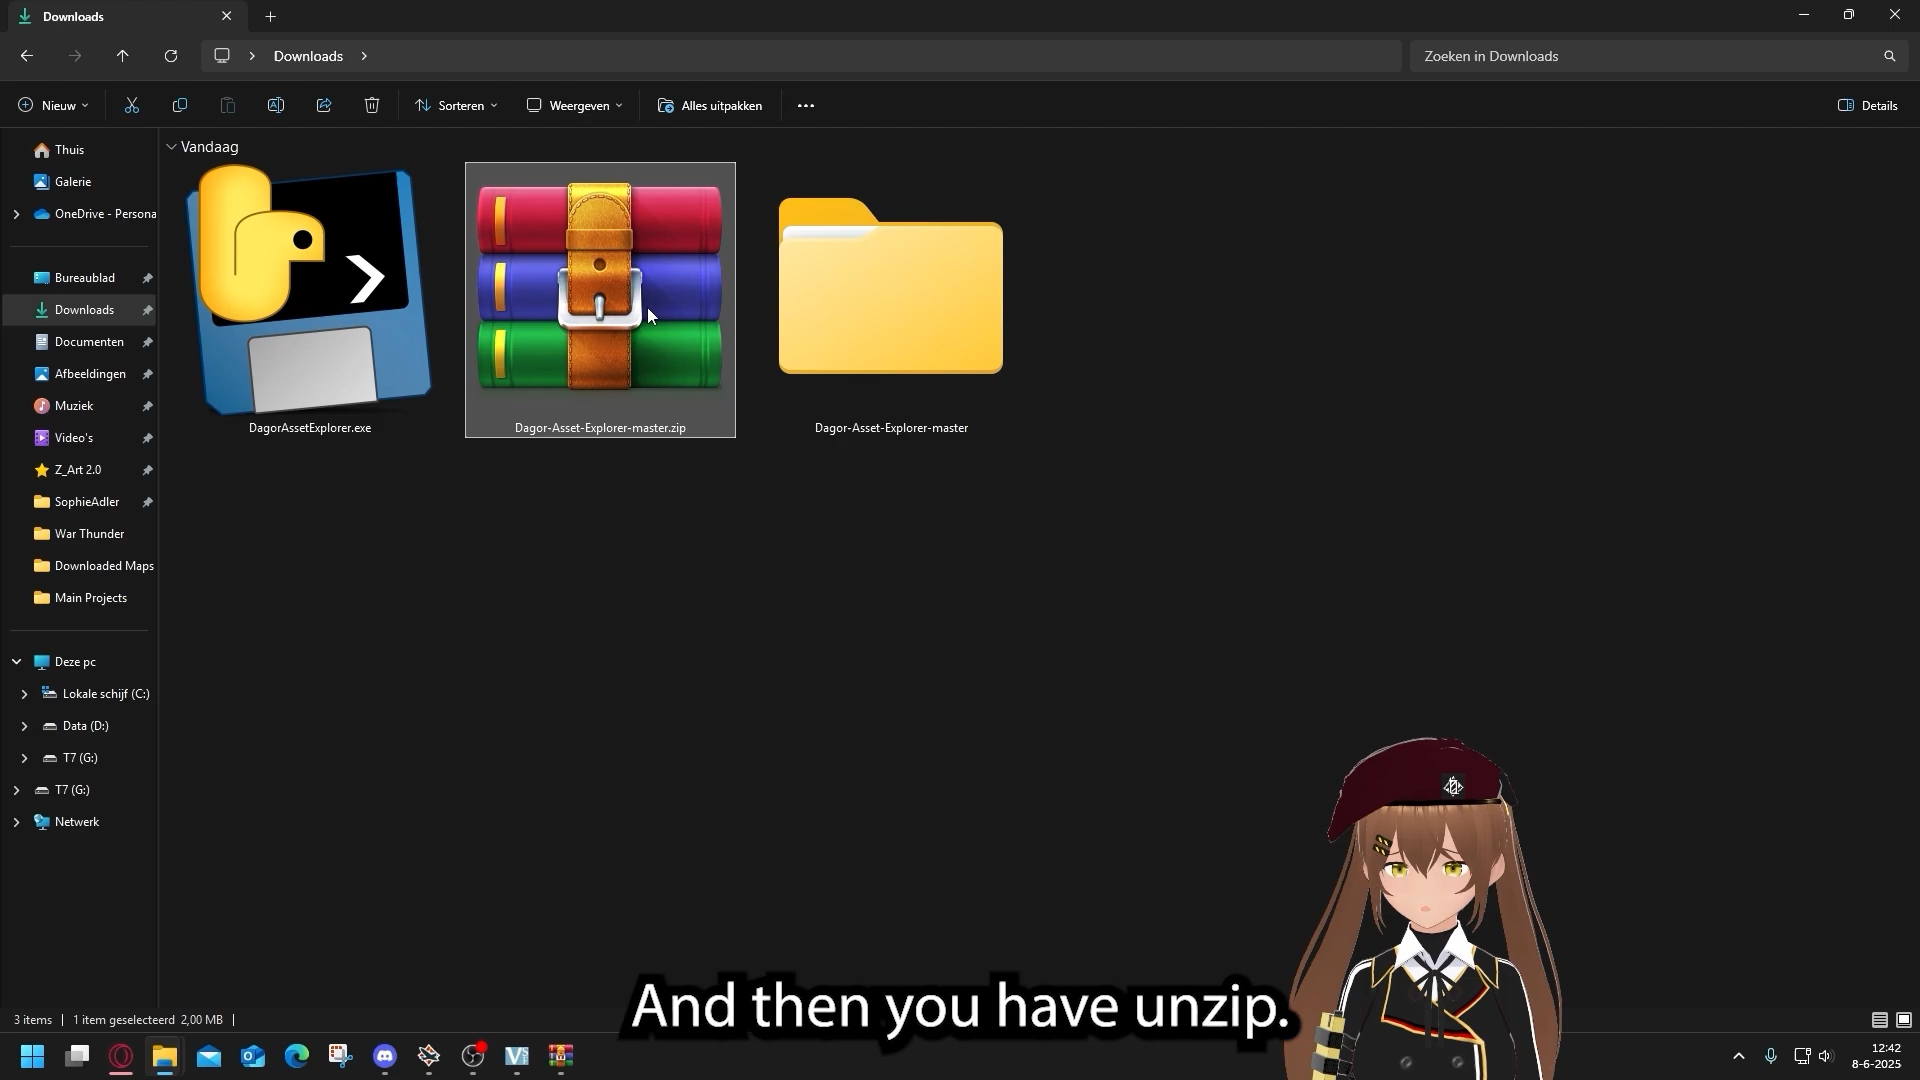 Downloads
Downloads
Zoeken in Downloads
Nieuw
Sorteren
Weergeven
Alles uitpakken
Details
Thuis
Galerie
OneDrive - Persona
Bureaublad
Downloads
Documenten
Afbeeldingen
Muziek
Video's
Z_Art 2.0
SophieAdler
War Thunder
Downloaded Maps
Main Projects
Deze pc
Lokale schijf (C:)
Data (D:)
T7 (G:)
T7 (G:)
Netwerk
Vandaag
DagorAssetExplorer.exe
Dagor-Asset-Explorer-master.zip
Dagor-Asset-Explorer-master
And then you have unzip.
3 items
1 item geselecteerd 2,00 MB
12:42
8-6-2025